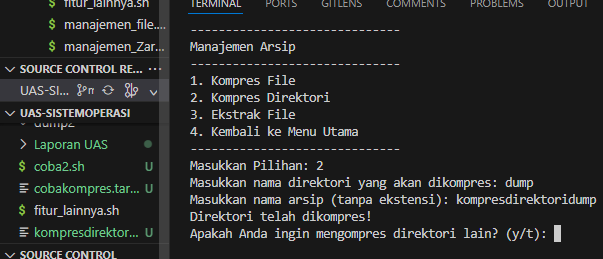 fitur_lainnya.sh
$ manajemen_file....
$ manajemen_Zar...
SOURCE CONTROL RE...
UAS-SI...
UAS-SISTEMOPERASI
dump2
Laporan UAS
$ coba2.sh U
cobakompres.tar... U
$ fitur_lainnya.sh
kompresdirektor... U
SOURCE CONTROL
TERMINAL PORTS GITLENS COMMENTS PROBLEMS OUTPUT
------------------------------
Manajemen Arsip
------------------------------
1. Kompres File
2. Kompres Direktori
3. Ekstrak File
4. Kembali ke Menu Utama
------------------------------
Masukkan Pilihan: 2
Masukkan nama direktori yang akan dikompres: dump
Masukkan nama arsip (tanpa ekstensi): kompresdirektoridump
Direktori telah dikompres!
Apakah Anda ingin mengompres direktori lain? (y/t):